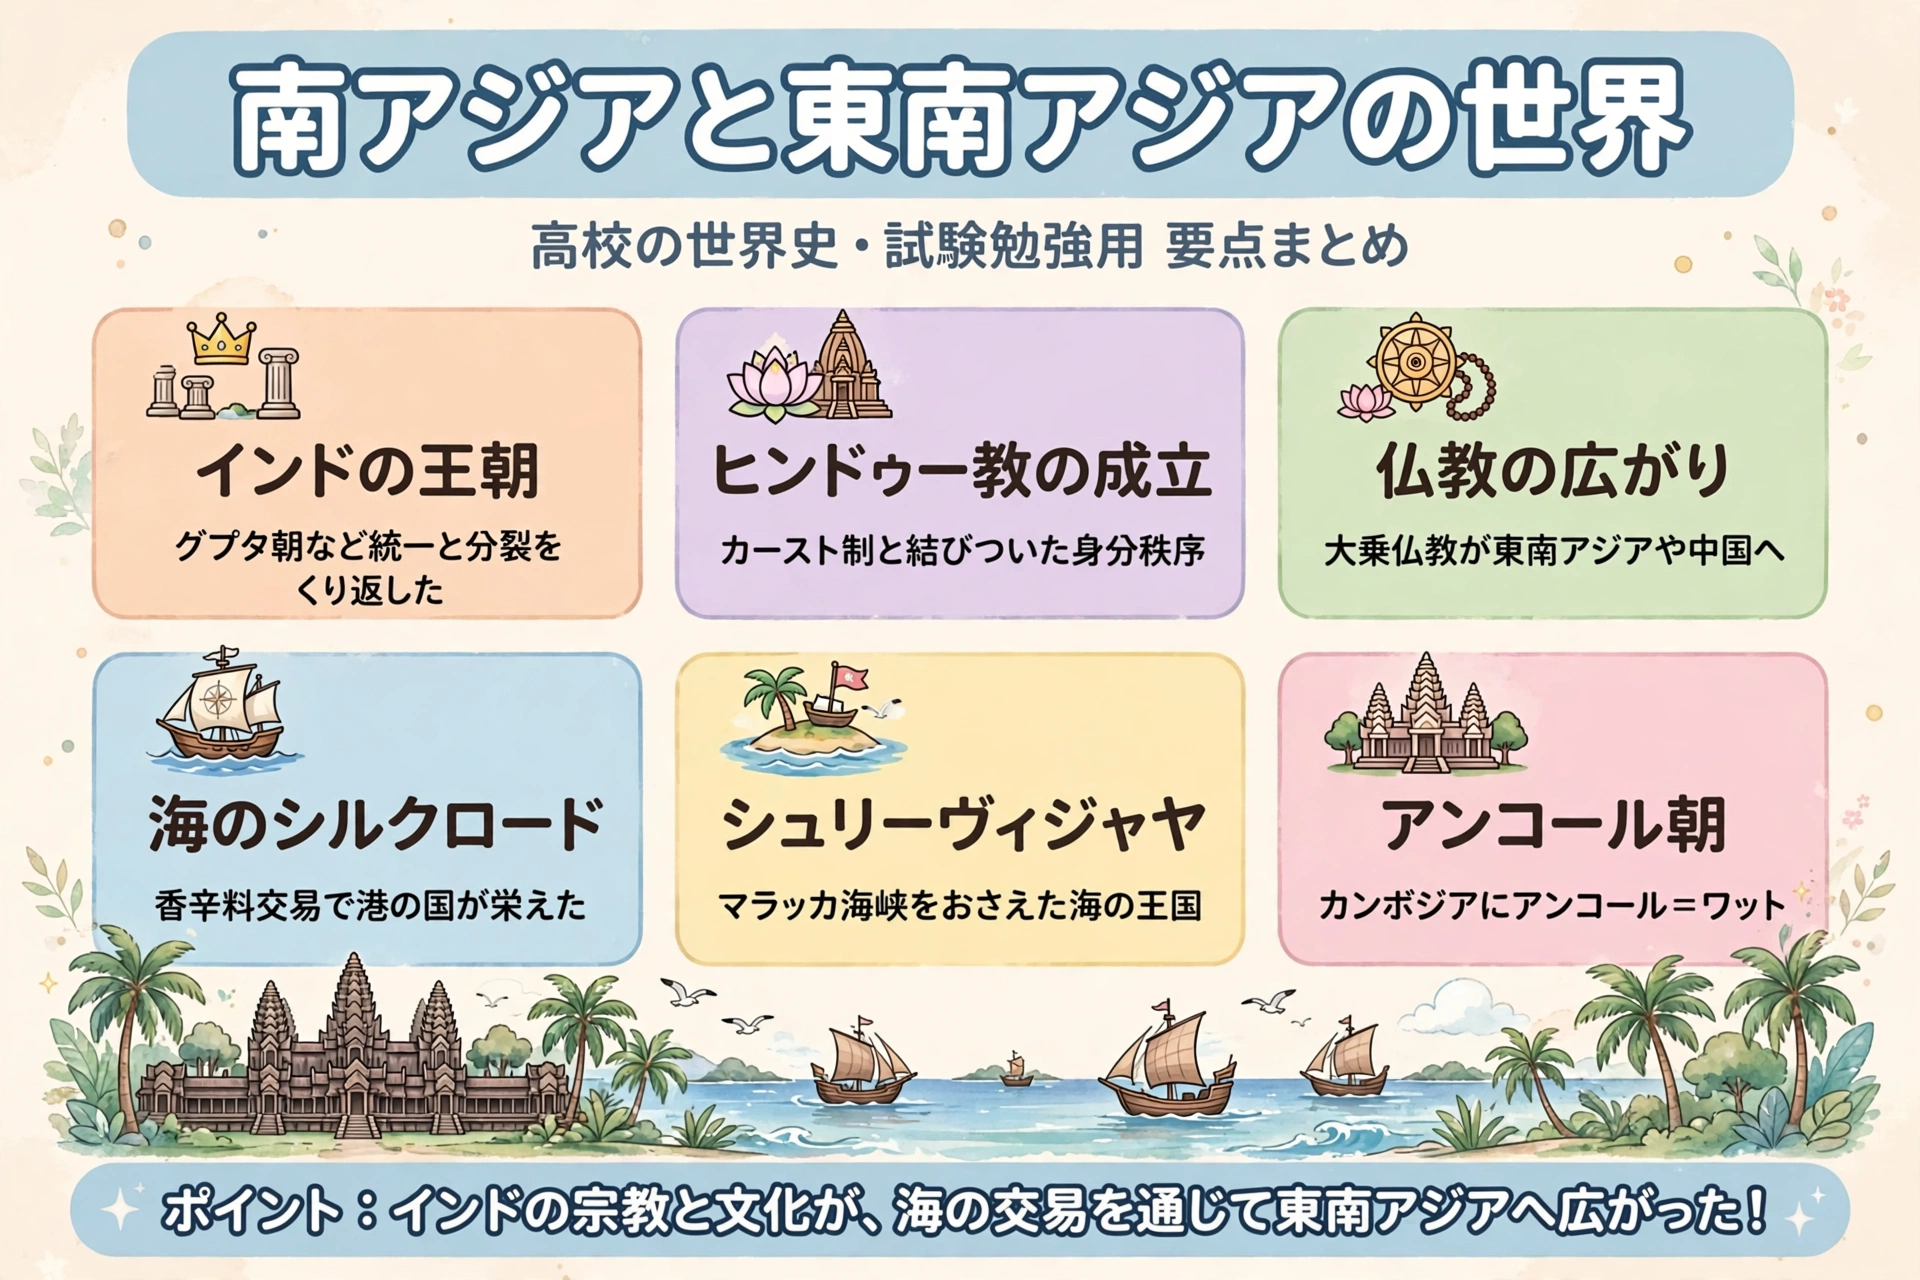 南アジアと東南アジアの世界
高校の世界史・試験勉強用 要点まとめ
インドの王朝
グプタ朝など統一と分裂を
くり返した
ヒンドゥー教の成立
カースト制と結びついた身分秩序
仏教の広がり
大乗仏教が東南アジアや中国へ
海のシルクロード
香辛料交易で港の国が栄えた
シュリーヴィジャヤ
マラッカ海峡をおさえた海の王国
アンコール朝
カンボジアにアンコール＝ワット
ポイント：インドの宗教と文化が、海の交易を通じて東南アジアへ広がった！